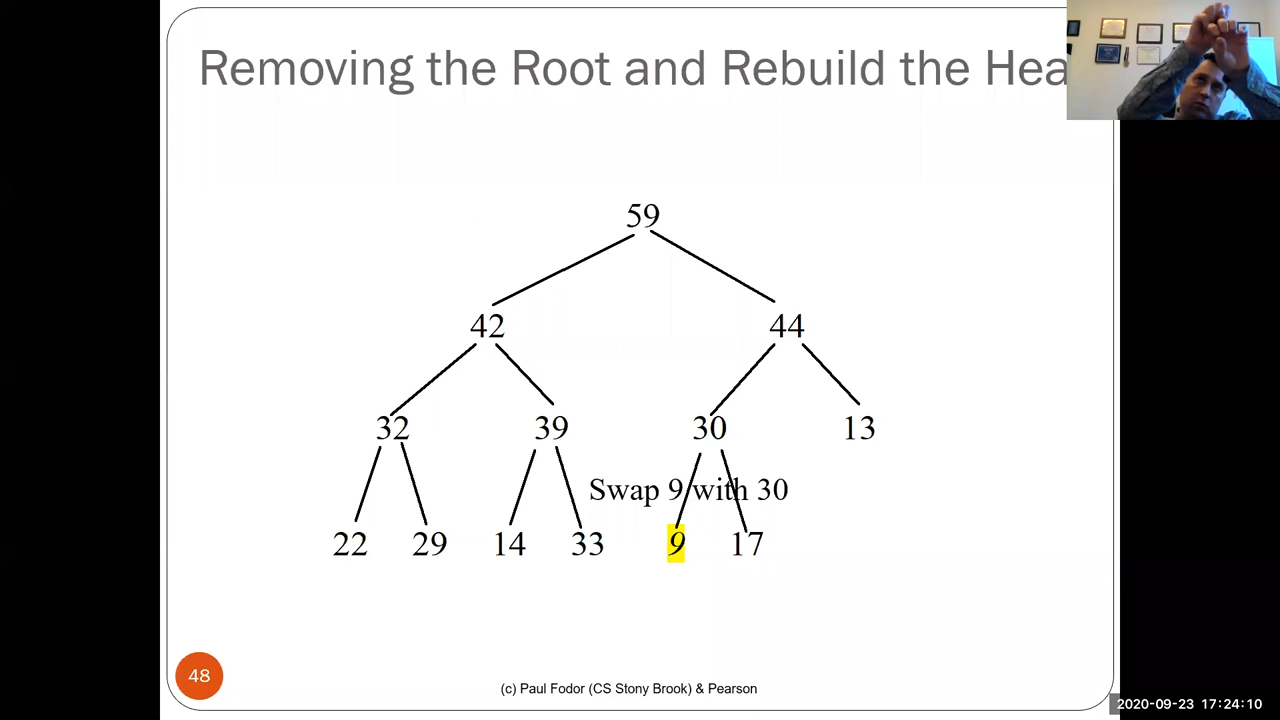 Removing the Root and Rebuild the Hea
59
42 44
32 39 30 13
Swap 9 with 30
22 29 14 33 9 17
48
(c) Paul Fodor (CS Stony Brook) & Pearson
2020-09-23 17:24:10